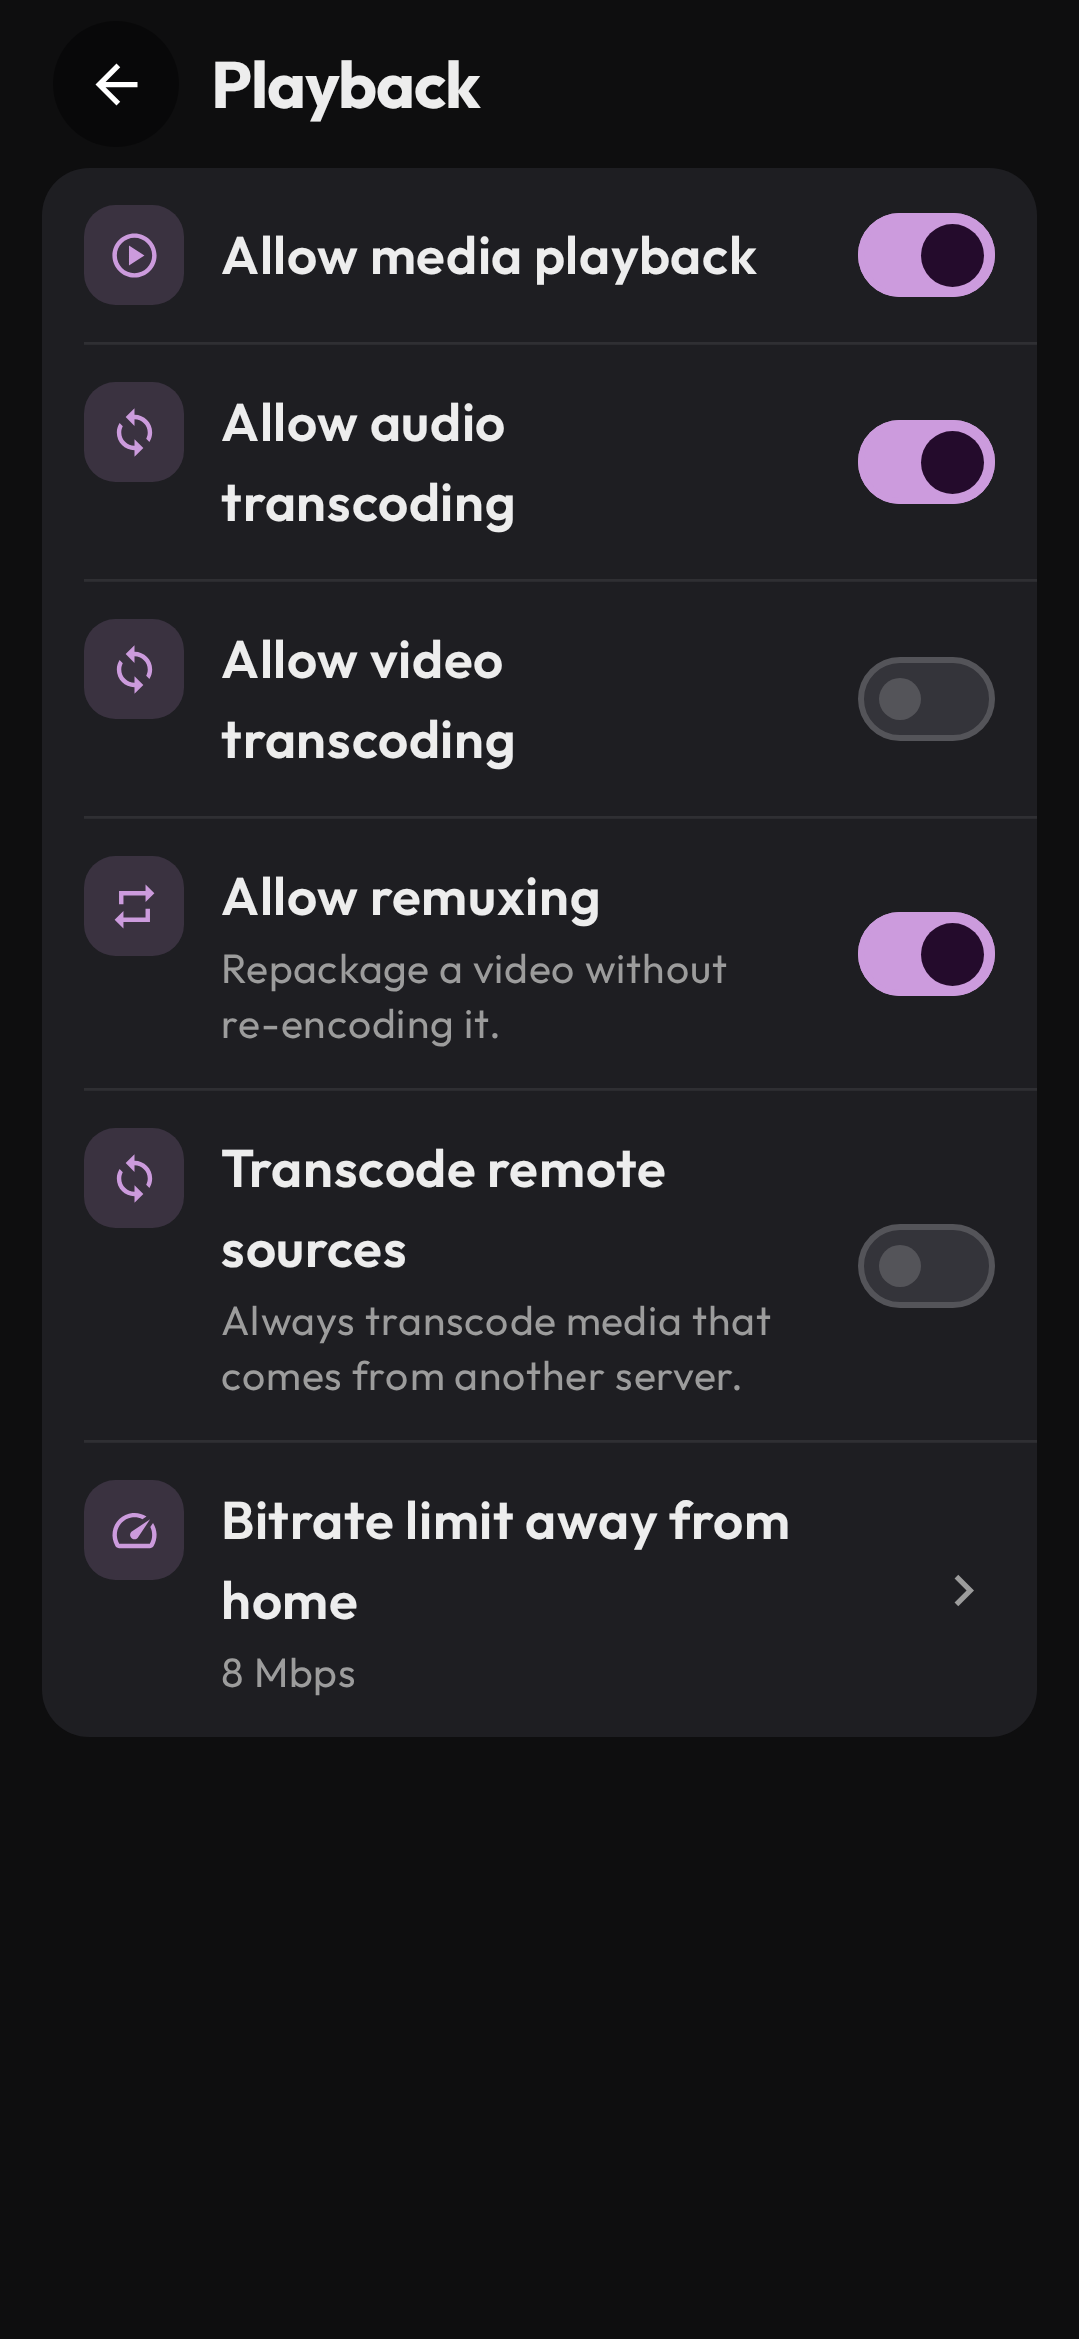 Playback
Allow media playback
Allow audio
transcoding
Allow video
transcoding
Allow remuxing
Repackage a video without
re-encoding it.
Transcode remote
sources
Always transcode media that
comes from another server.
Bitrate limit away from
home
8 Mbps